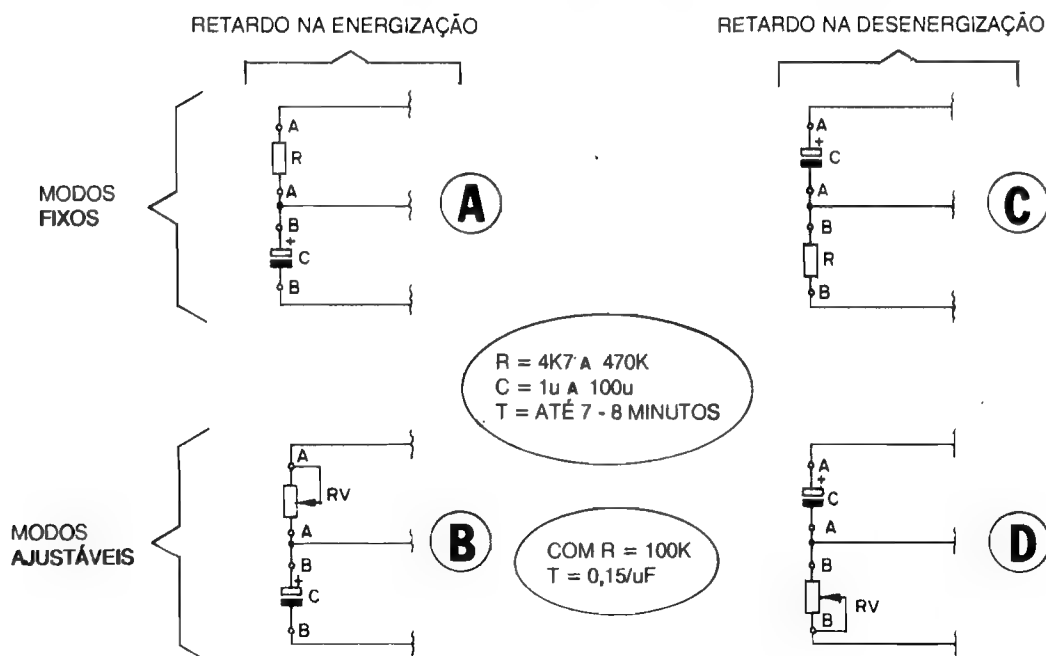 RETARDO NA ENERGIZAÇÃO
RETARDO NA DESENERGIZAÇÃO
MODOS
FIXOS
A
R
A
B
+
C
B
A
A
+
C
A
B
R
B
C
R = 4K7 A 470K
C = 1u A 100u
T = ATÉ 7 - 8 MINUTOS
MODOS
AJUSTÁVEIS
A
RV
A
B
+
C
B
B
COM R = 100K
T = 0,15/uF
A
+
C
A
B
RV
B
D